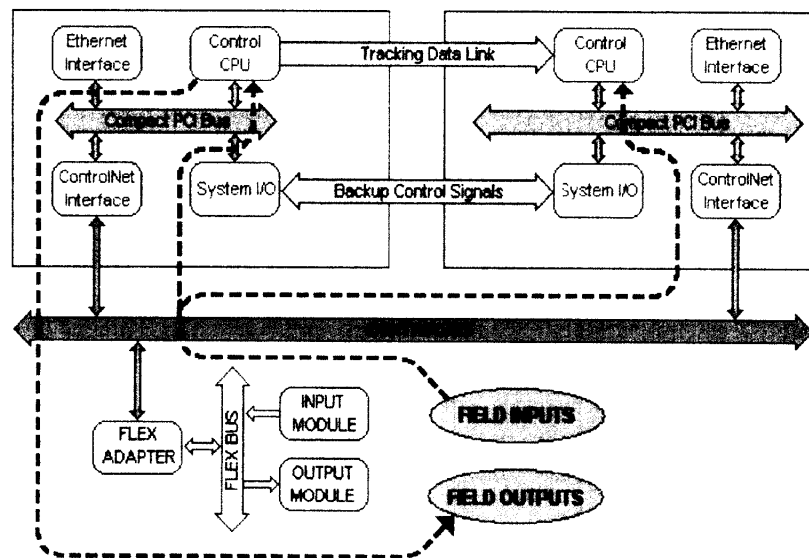 Ethernet
Interface
Control
CPU
Tracking Data Link
Control
CPU
Ethernet
Interface
Compact PCI Bus
Compact PCI Bus
ControlNet
Interface
System I/O
Backup Control Signals
System I/O
ControlNet
Interface
FLEX
ADAPTER
FLEX BUS
INPUT
MODULE
OUTPUT
MODULE
FIELD INPUTS
FIELD OUTPUTS